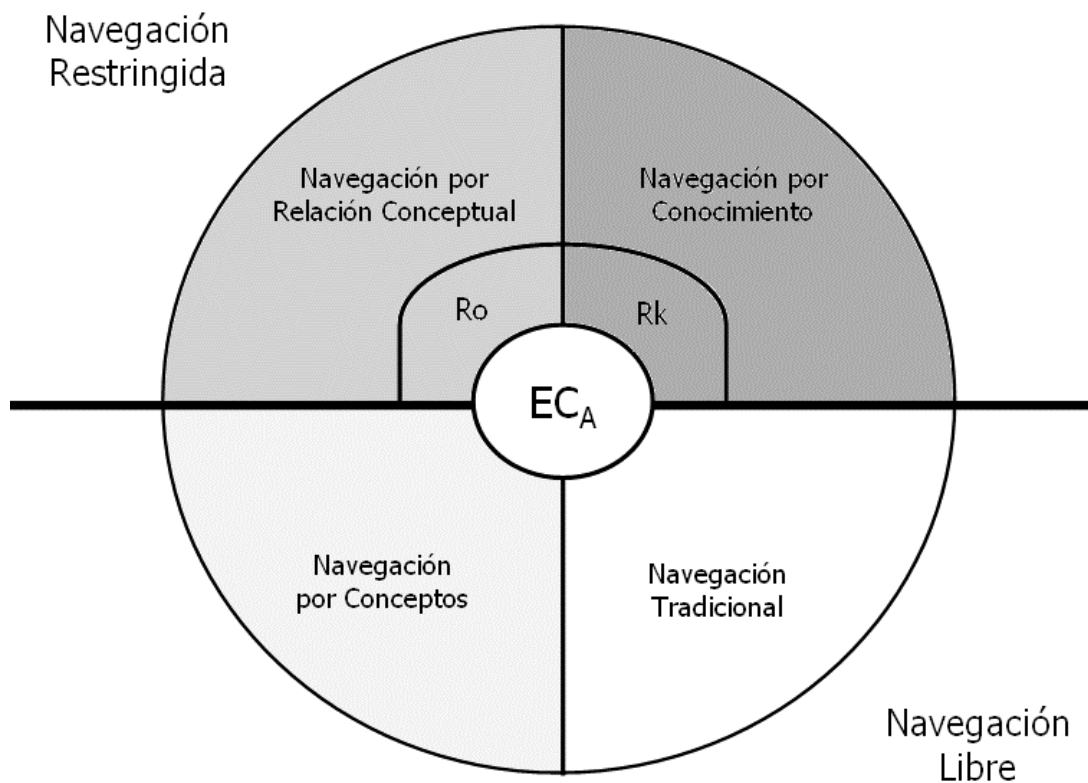 Navegación
Restringida
Navegación por
Relación Conceptual
Navegación por
Conocimiento
Ro
Rk
ECA
Navegación
por Conceptos
Navegación
Tradicional
Navegación
Libre